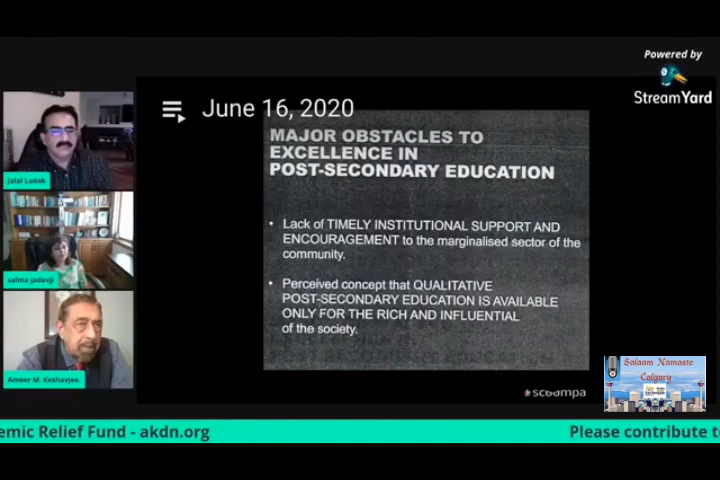 Powered by
StreamYard
June 16, 2020
MAJOR OBSTACLES TO
EXCELLENCE IN
POST-SECONDARY EDUCATION
• Lack of TIMELY INSTITUTIONAL SUPPORT AND
ENCOURAGEMENT to the marginalised sector of the
community.
• Perceived concept that QUALITATIVE
POST-SECONDARY EDUCATION IS AVAILABLE
ONLY FOR THE RICH AND INFLUENTIAL
of the society.
Jalal Ladak
salma jadavji
Ameer M. Keshavjee.
scoompa
Salaam Namaste
Calgary
emic Relief Fund - akdn.org
Please contribute to